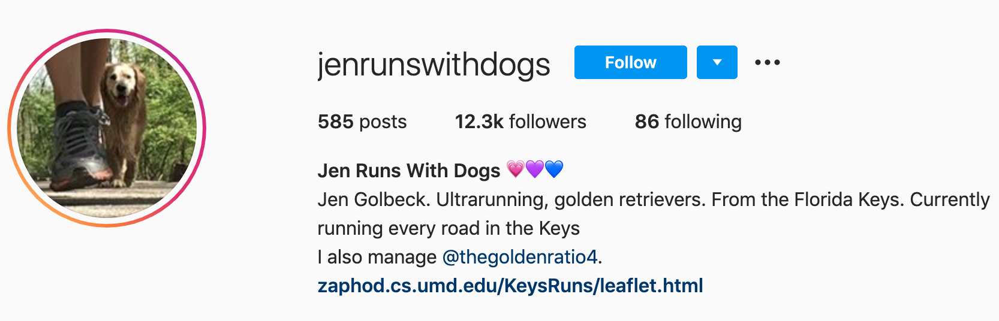 jenrunswithdogs Follow
585 posts 12.3k followers 86 following
Jen Runs With Dogs 💗💜💙
Jen Golbeck. Ultrarunning, golden retrievers. From the Florida Keys. Currently
running every road in the Keys
I also manage @thegoldenratio4.
zaphod.cs.umd.edu/KeysRuns/leaflet.html